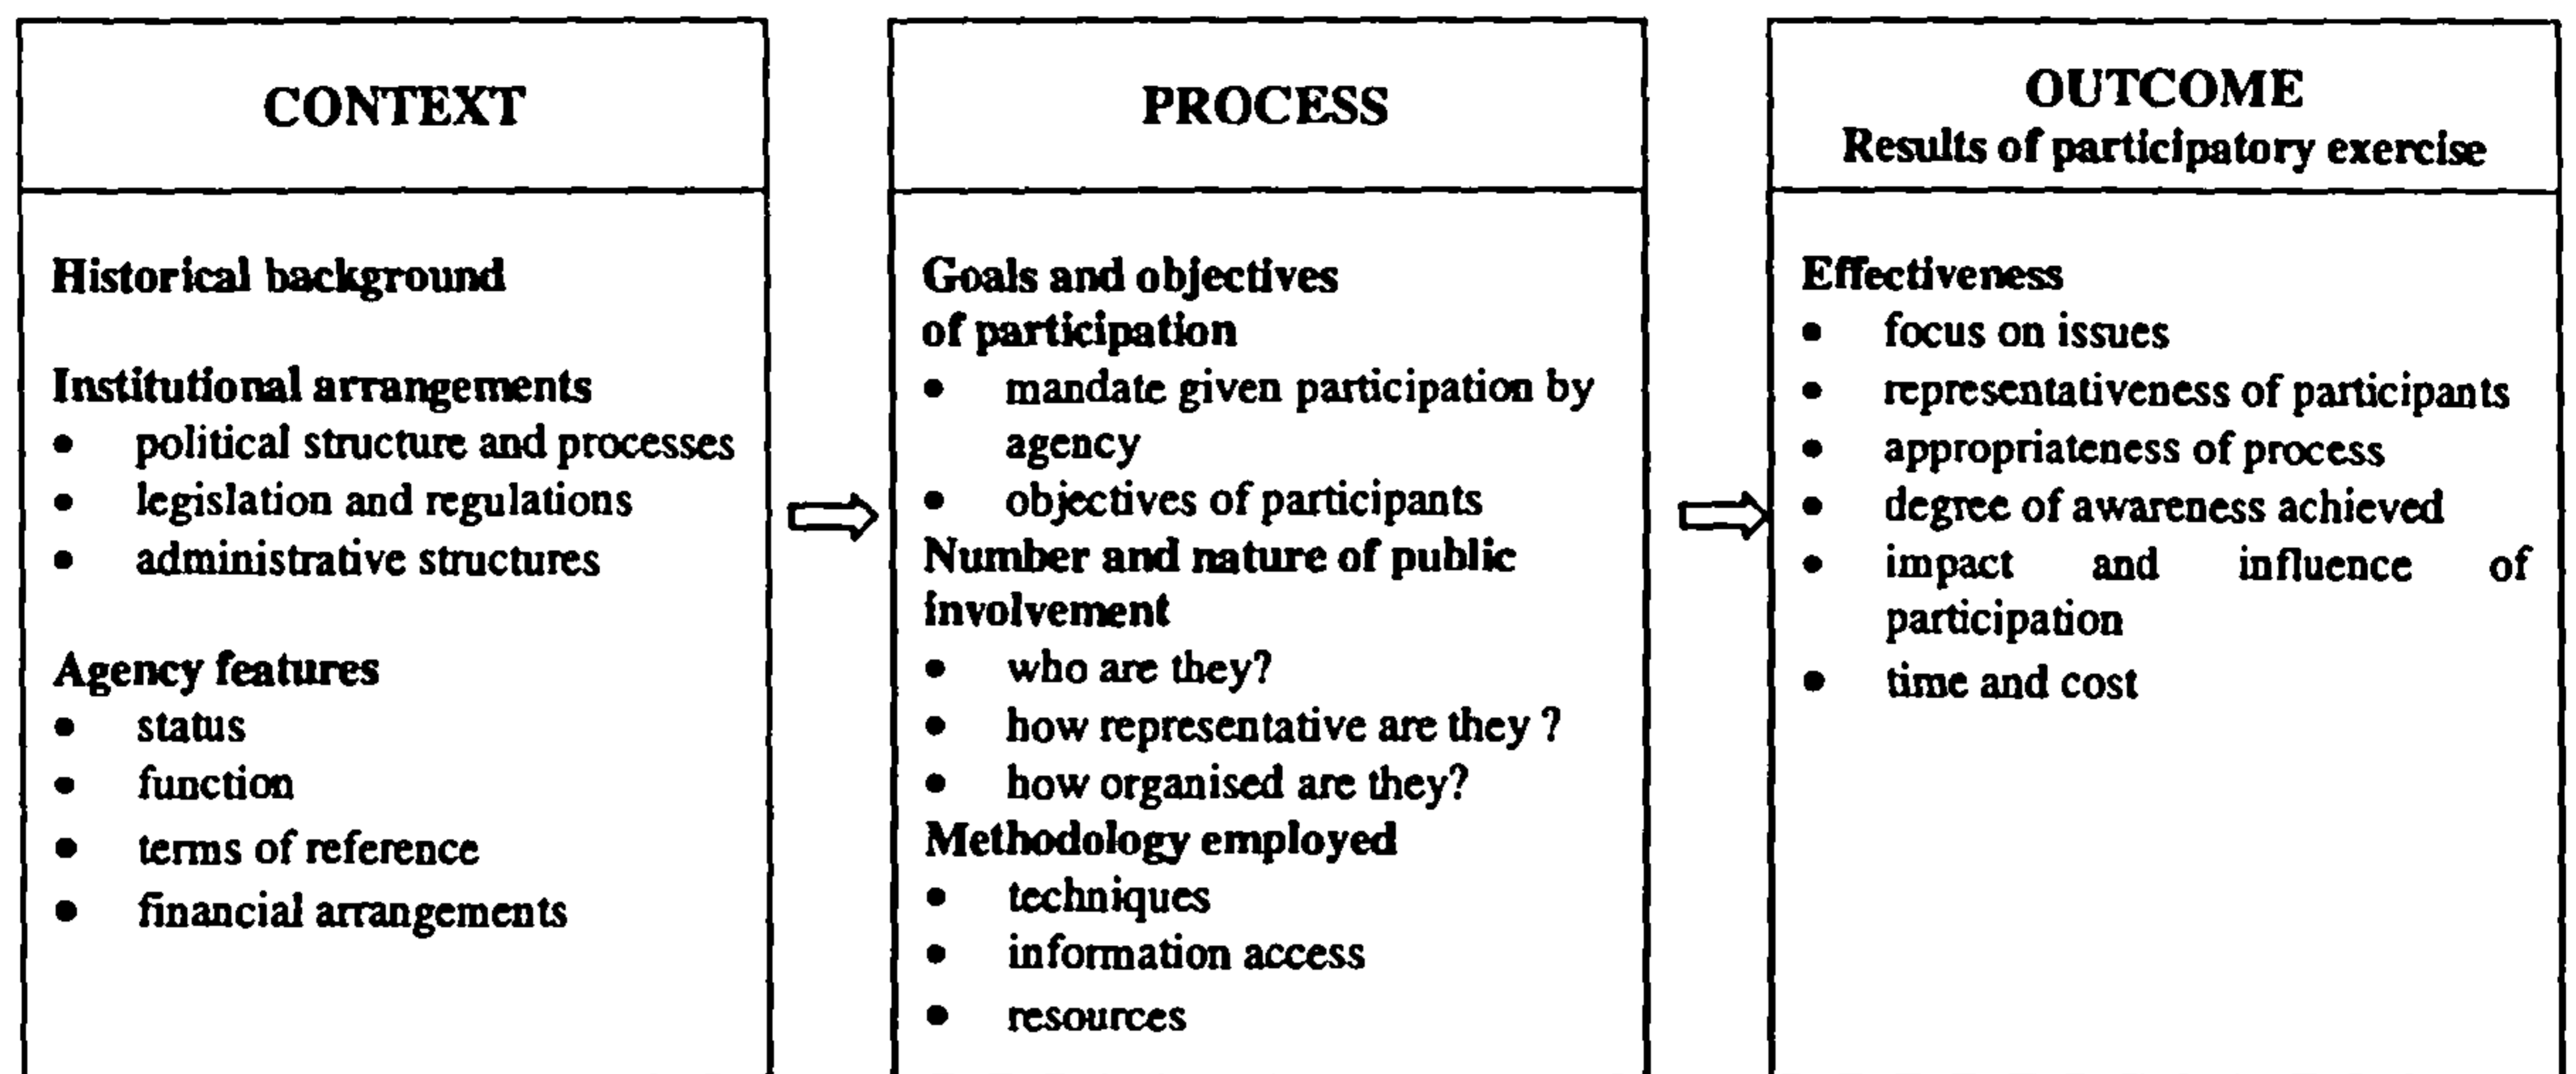 CONTEXT
Historical background
Institutional arrangements
• political structure and processes
• legislation and regulations
• administrative structures
Agency features
• status
• function
• terms of reference
• financial arrangements
PROCESS
Goals and objectives
of participation
• mandate given participation by
agency
• objectives of participants
Number and nature of public
involvement
• who are they?
• how representative are they ?
• how organised are they?
Methodology employed
• techniques
• information access
• resources
OUTCOME
Results of participatory exercise
Effectiveness
• focus on issues
• representativeness of participants
• appropriateness of process
• degree of awareness achieved
• impact and influence of
participation
• time and cost